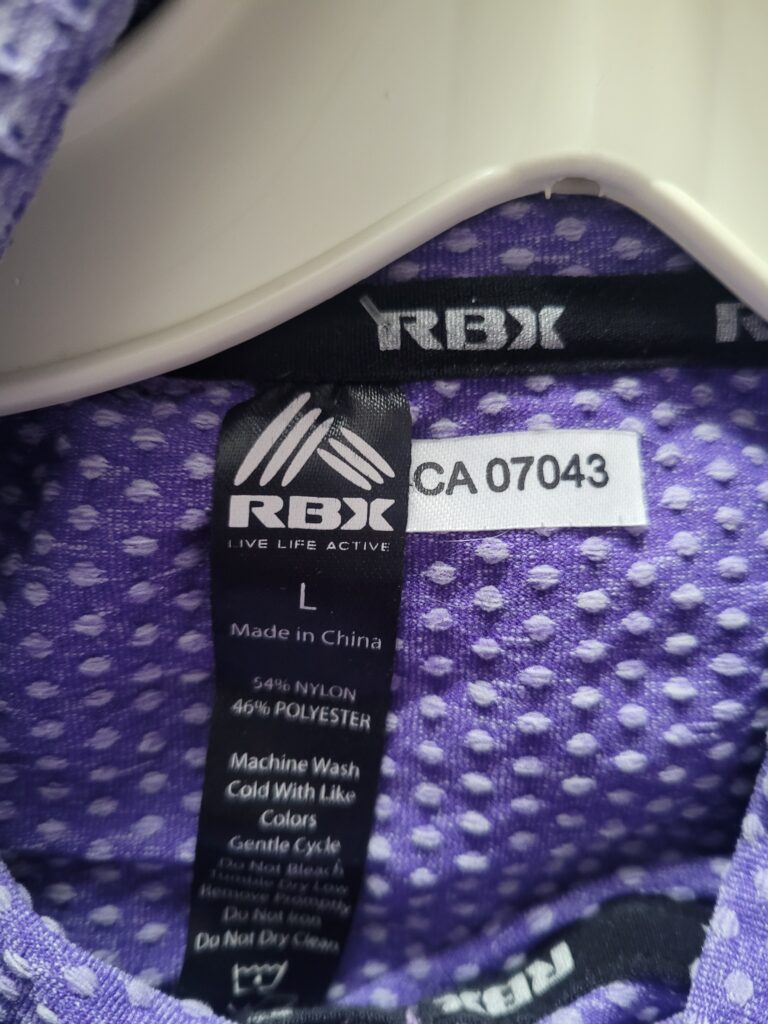 RBX
R
RBX
LIVE LIFE ACTIVE
CA 07043
L
Made in China
54% NYLON
46% POLYESTER
Machine Wash
Cold With Like
Colors
Gentle Cycle
Do Not Bleach
Tumble Dry Low
Remove Promptly
Do Not Iron
Do Not Dry Clean
RBX